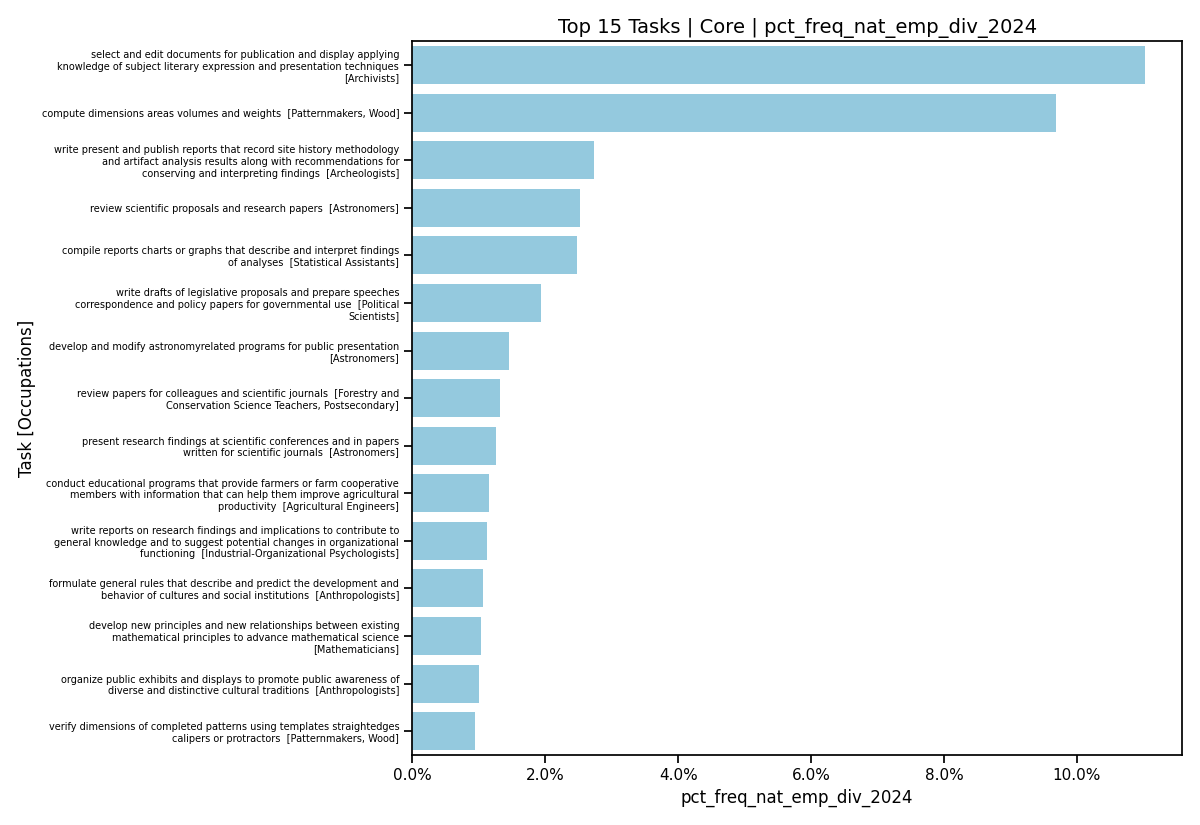 Top 15 Tasks | Core | pct_freq_nat_emp_div_2024
select and edit documents for publication and display applying
knowledge of subject literary expression and presentation techniques
[Archivists]
compute dimensions areas volumes and weights  [Patternmakers, Wood]
write present and publish reports that record site history methodology
and artifact analysis results along with recommendations for
conserving and interpreting findings  [Archeologists]
review scientific proposals and research papers  [Astronomers]
compile reports charts or graphs that describe and interpret findings
of analyses  [Statistical Assistants]
write drafts of legislative proposals and prepare speeches
correspondence and policy papers for governmental use  [Political
Scientists]
develop and modify astronomyrelated programs for public presentation
[Astronomers]
review papers for colleagues and scientific journals  [Forestry and
Conservation Science Teachers, Postsecondary]
present research findings at scientific conferences and in papers
written for scientific journals  [Astronomers]
conduct educational programs that provide farmers or farm cooperative
members with information that can help them improve agricultural
productivity  [Agricultural Engineers]
write reports on research findings and implications to contribute to
general knowledge and to suggest potential changes in organizational
functioning  [Industrial-Organizational Psychologists]
formulate general rules that describe and predict the development and
behavior of cultures and social institutions  [Anthropologists]
develop new principles and new relationships between existing
mathematical principles to advance mathematical science
[Mathematicians]
organize public exhibits and displays to promote public awareness of
diverse and distinctive cultural traditions  [Anthropologists]
verify dimensions of completed patterns using templates straightedges
calipers or protractors  [Patternmakers, Wood]
Task [Occupations]
0.0% 2.0% 4.0% 6.0% 8.0% 10.0%
pct_freq_nat_emp_div_2024